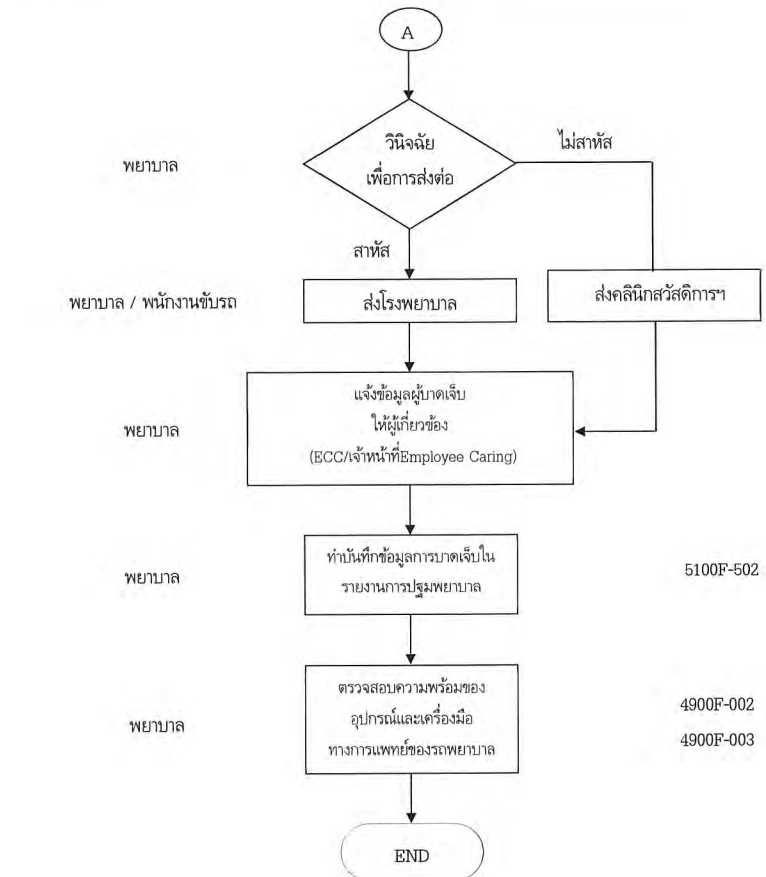 A
วินิจฉัย
เพื่อการส่งต่อ
ไม่สาหัส
พยาบาล
สาหัส
พยาบาล / พนักงานขับรถ
ส่งโรงพยาบาล
ส่งคลินิกสวัสดิการฯ
แจ้งข้อมูลผู้บาดเจ็บ
ให้ผู้เกี่ยวข้อง
(ECC/เจ้าหน้าที่Employee Caring)
พยาบาล
ทำบันทึกข้อมูลการบาดเจ็บใน
รายงานการปฐมพยาบาล
พยาบาล
5100F-502
ตรวจสอบความพร้อมของ
อุปกรณ์และเครื่องมือ
ทางการแพทย์ของรถพยาบาล
พยาบาล
4900F-002
4900F-003
END